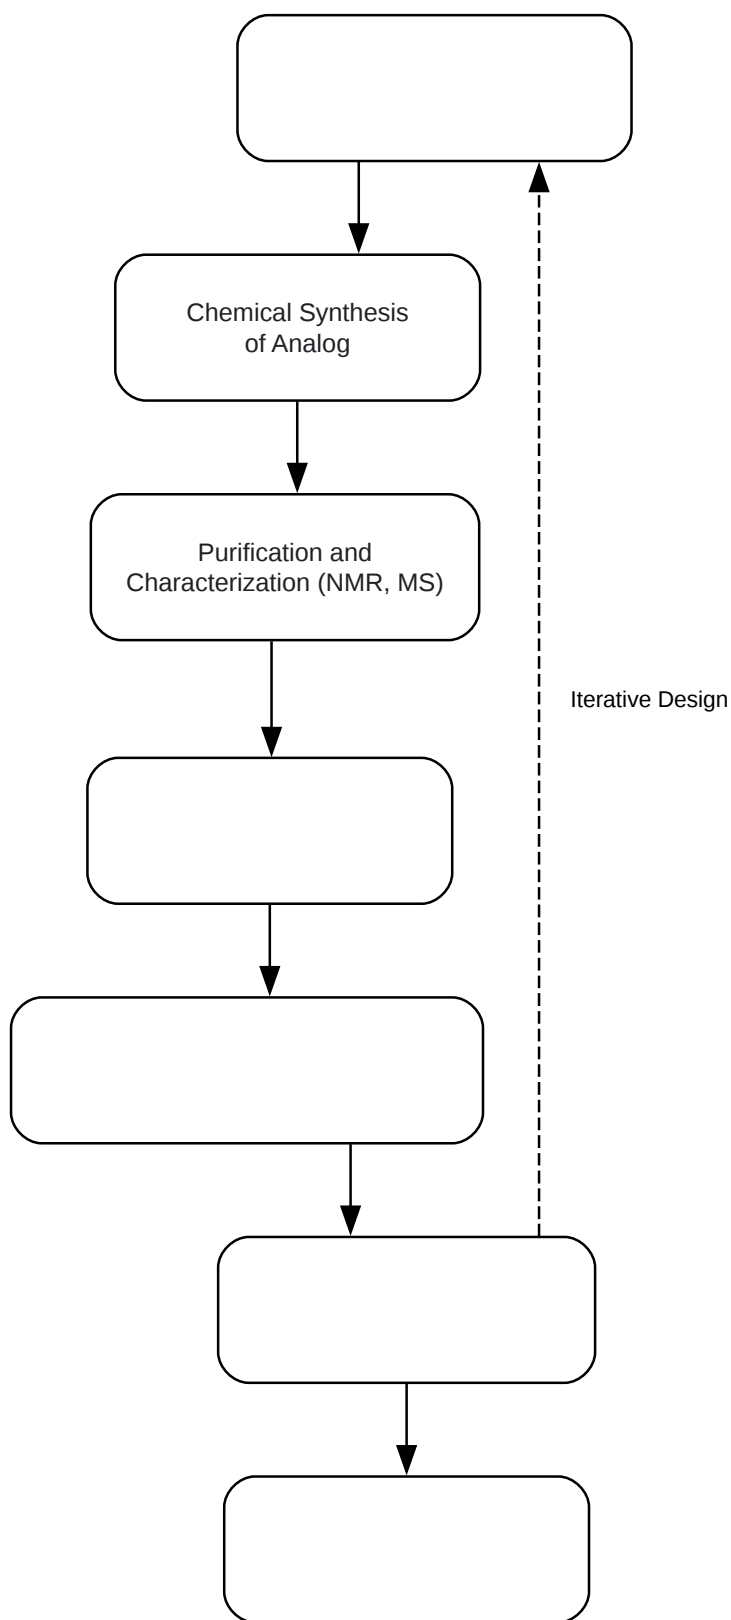 Chemical Synthesis
of Analog
Purification and
Characterization (NMR, MS)
Iterative Design